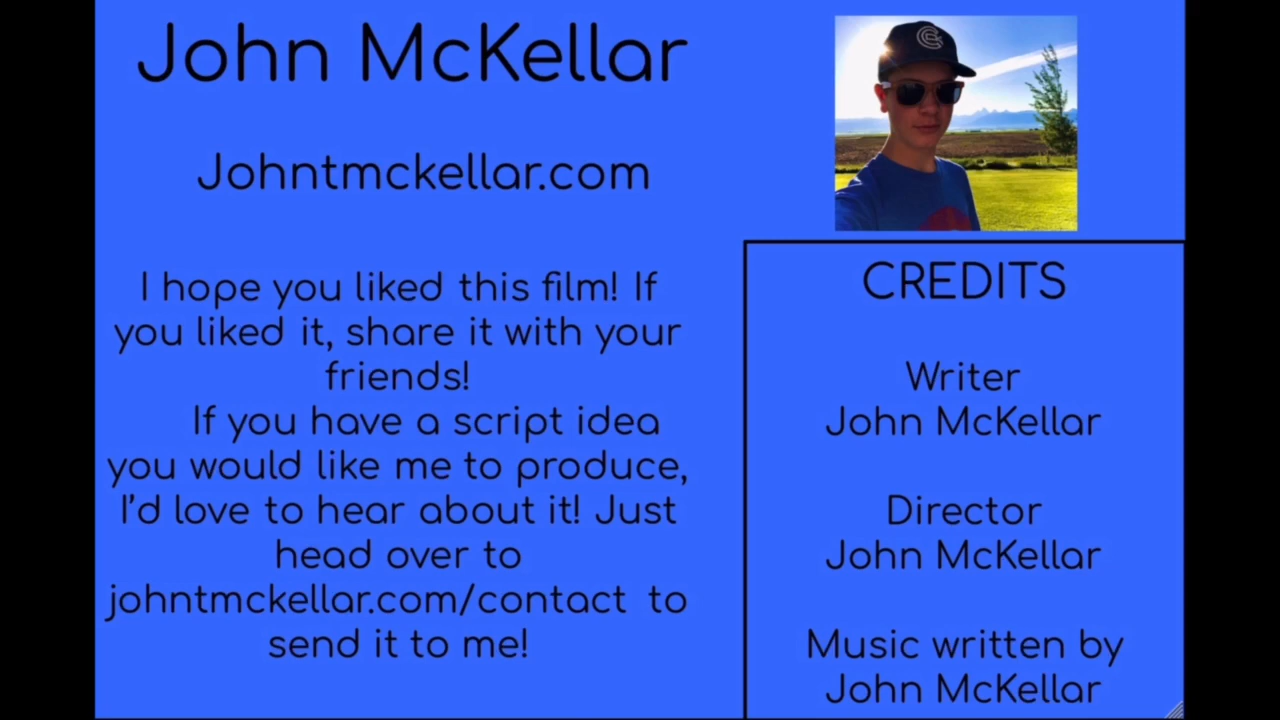 John McKellar
Johntmckellar.com
I hope you liked this film! If
you liked it, share it with your
friends!
If you have a script idea
you would like me to produce,
I'd love to hear about it! Just
head over to
johntmckellar.com/contact to
send it to me!
CREDITS
Writer
John McKellar
Director
John McKellar
Music written by
John McKellar